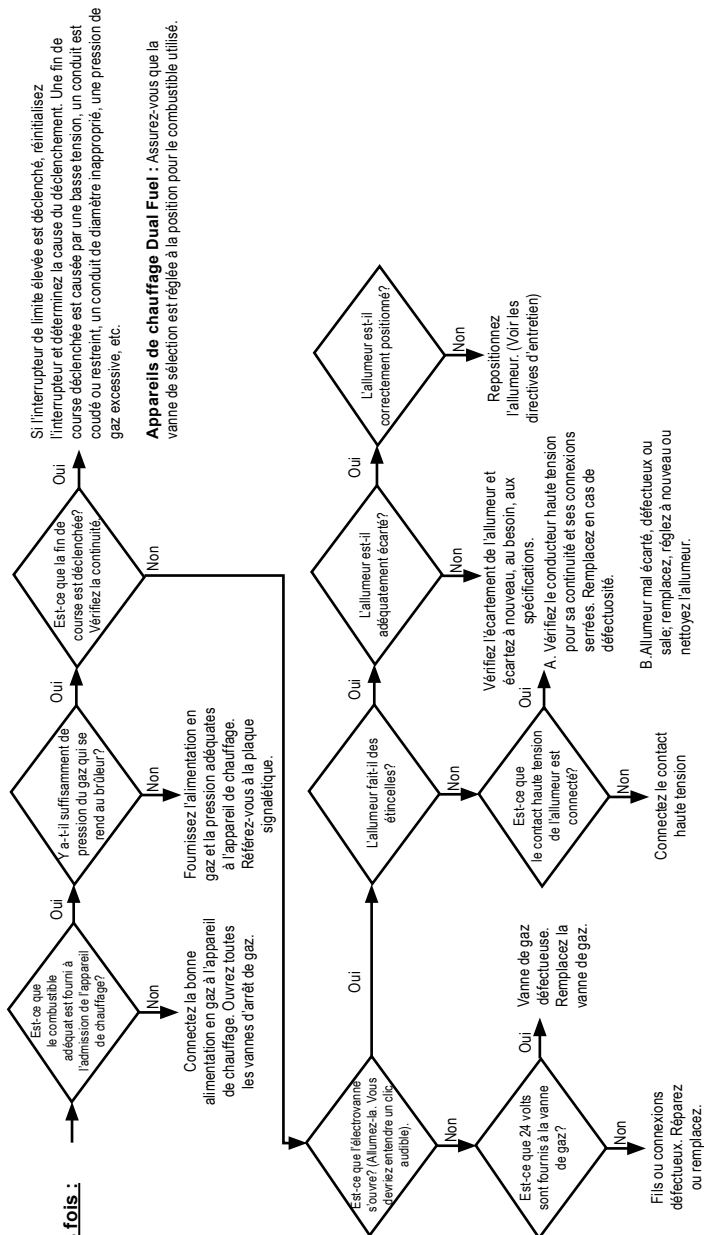 fois :
Est-ce que
le combustible
adéquat est fourni à
l'admission de l'appareil
de chauffage?
Oui
Non
Connectez la bonne
alimentation en gaz à l'appareil
de chauffage. Ouvrez toutes
les vannes d'arrêt de gaz.
Y a-t-il suffisamment de
pression du gaz qui se
rend au brûleur?
Oui
Non
Fournissez l'alimentation en
gaz et la pression adéquates
à l'appareil de chauffage.
Référez-vous à la plaque
signalétique.
Est-ce que la fin de
course est déclenchée?
Vérifiez la continuité.
Oui
Non
Si l'interrupteur de limite élevée est déclenché, réinitialisez
l'interrupteur et déterminez la cause du déclenchement. Une fin de
course déclenchée est causée par une basse tension, un conduit est
coudé ou restreint, un conduit de diamètre inapproprié, une pression de
gaz excessive, etc.
Appareils de chauffage Dual Fuel : Assurez-vous que la
vanne de sélection est réglée à la position pour le combustible utilisé.
Est-ce que l'électrovanne
s'ouvre? (Allumez-la. Vous
devriez entendre un clic
audible).
Oui
Non
Est-ce que 24 volts
sont fournis à la vanne
de gaz?
Oui
Vanne de gaz
défectueuse.
Remplacez la
vanne de gaz.
Non
Fils ou connexions
défectueux. Réparez
ou remplacez.
L'allumeur fait-il des
étincelles?
Oui
Non
Est-ce que
le contact haute tension
de l'allumeur est
connecté?
Oui
A. Vérifiez le conducteur haute tension
pour sa continuité et ses connexions
serrées. Remplacez en cas de
défectuosité.
B.Allumeur mal écarté, défectueux ou
sale; remplacez, réglez à nouveau ou
nettoyez l'allumeur.
Non
Connectez le contact
haute tension
L'allumeur est-il
adéquatement écarté?
Oui
Non
Vérifiez l'écartement de l'allumeur et
écartez à nouveau, au besoin, aux
spécifications.
L'allumeur est-il
correctement positionné?
Non
Repositionnez
l'allumeur. (Voir les
directives d'entretien)